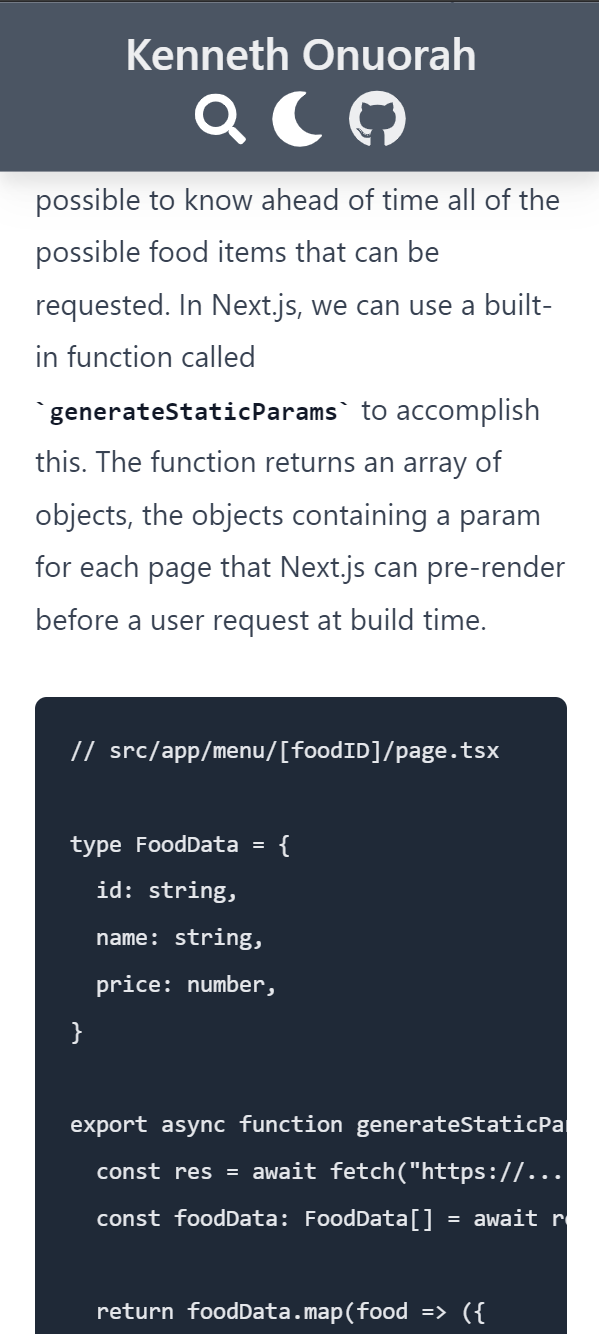 Kenneth Onuorah
possible to know ahead of time all of the
possible food items that can be
requested. In Next.js, we can use a built-
in function called
`generateStaticParams` to accomplish
this. The function returns an array of
objects, the objects containing a param
for each page that Next.js can pre-render
before a user request at build time.
// src/app/menu/[foodID]/page.tsx
type FoodData = {
  id: string,
  name: string,
  price: number,
}
export async function generateStaticPa
  const res = await fetch("https://...
  const foodData: FoodData[] = await r
  return foodData.map(food => ({